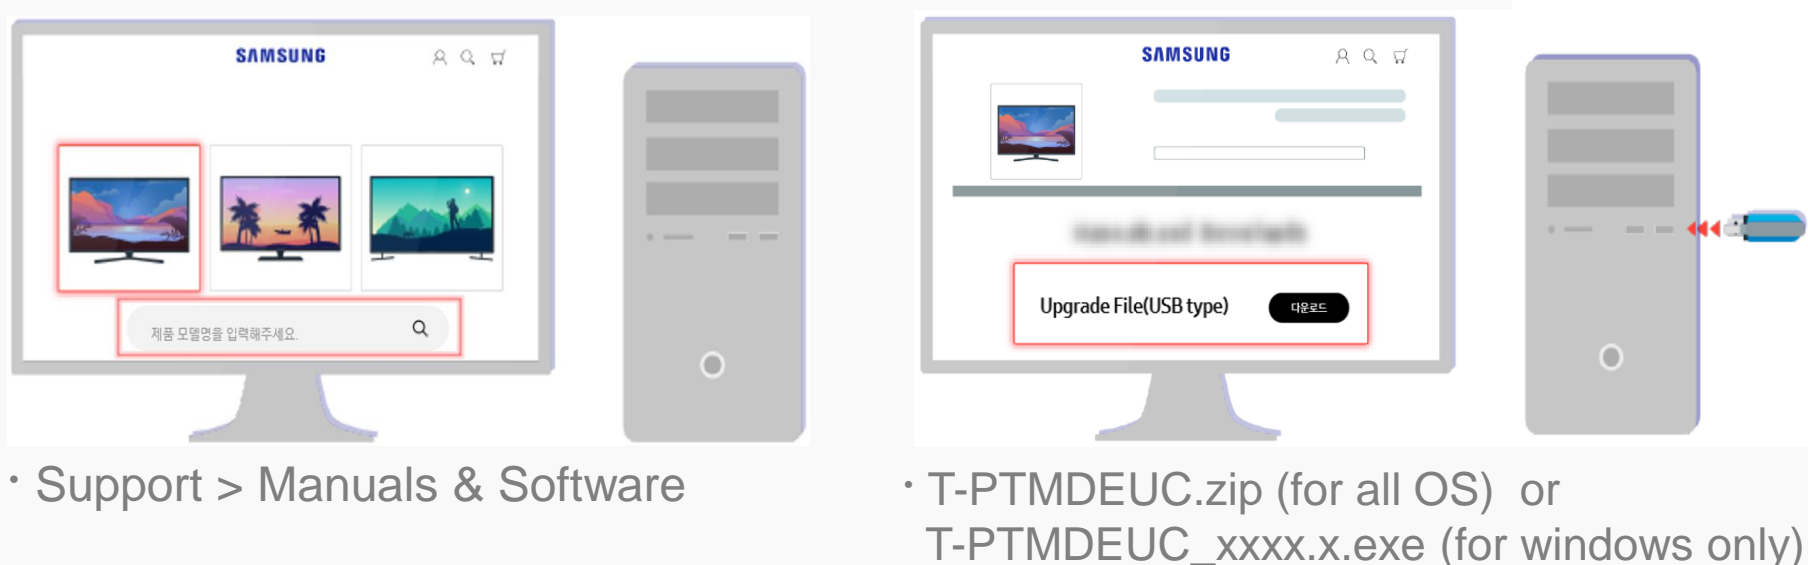 SAMSUNG
제품 모델명을 입력해주세요.
· Support > Manuals & Software
SAMSUNG
Upgrade File(USB type)
다운로드
· T-PTMDEUC.zip (for all OS) or
T-PTMDEUC_xxxx.x.exe (for windows only)